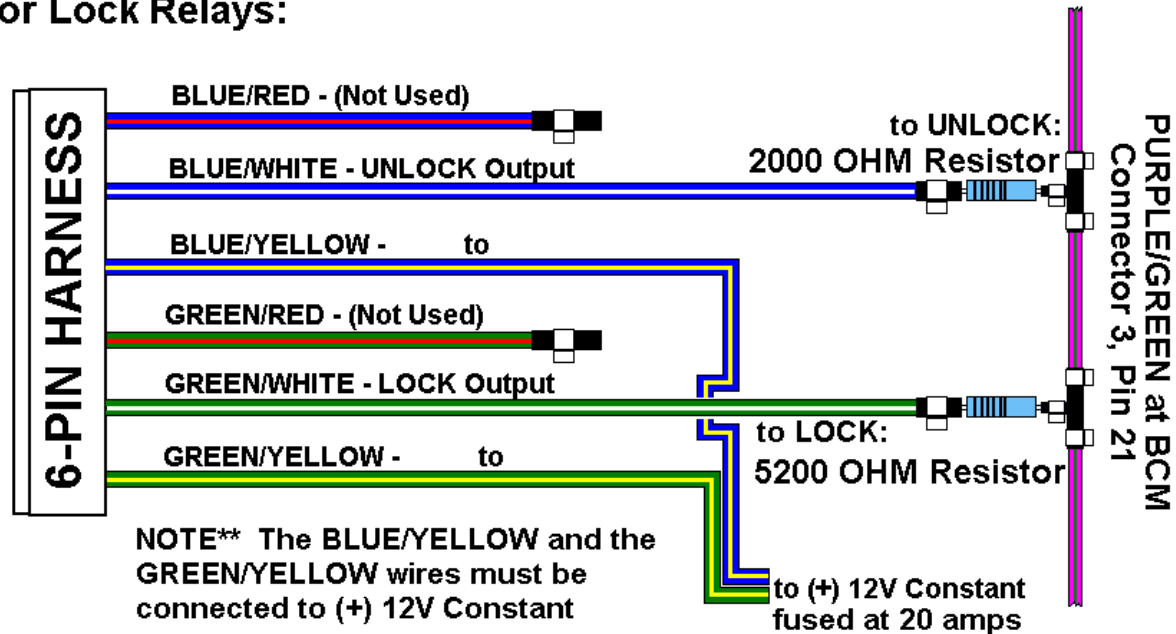 or Lock Relays:
6-PIN HARNESS
BLUE/RED - (Not Used)
BLUE/WHITE - UNLOCK Output
BLUE/YELLOW - to
GREEN/RED - (Not Used)
GREEN/WHITE - LOCK Output
GREEN/YELLOW - to
to UNLOCK:
2000 OHM Resistor
to LOCK:
5200 OHM Resistor
PURPLE/GREEN at BCM
Connector 3, Pin 21
NOTE** The BLUE/YELLOW and the
GREEN/YELLOW wires must be
connected to (+) 12V Constant
to (+) 12V Constant
fused at 20 amps